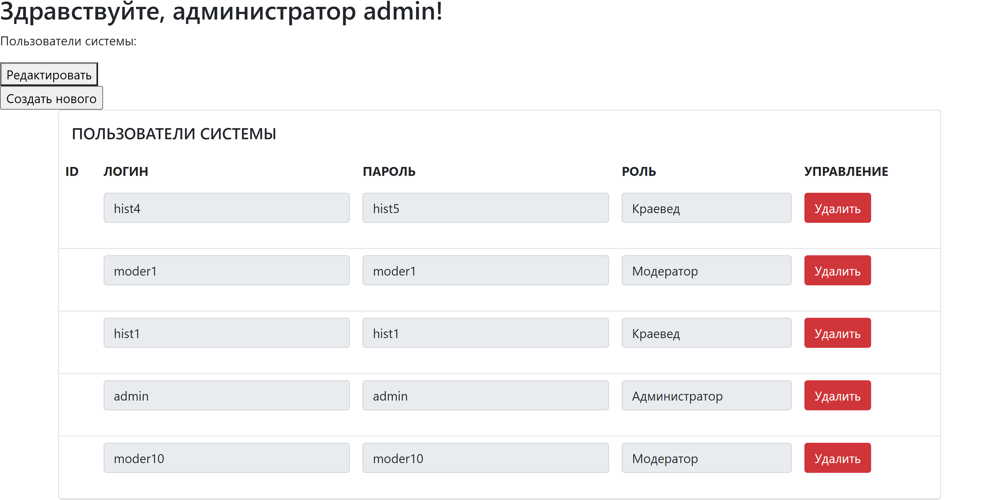 Здравствуйте, администратор admin!
Пользователи системы:
Редактировать
Создать нового
ПОЛЬЗОВАТЕЛИ СИСТЕМЫ
ID ЛОГИН ПАРОЛЬ РОЛЬ УПРАВЛЕНИЕ
hist4 hist5 Краевед Удалить
moder1 moder1 Модератор Удалить
hist1 hist1 Краевед Удалить
admin admin Администратор Удалить
moder10 moder10 Модератор Удалить